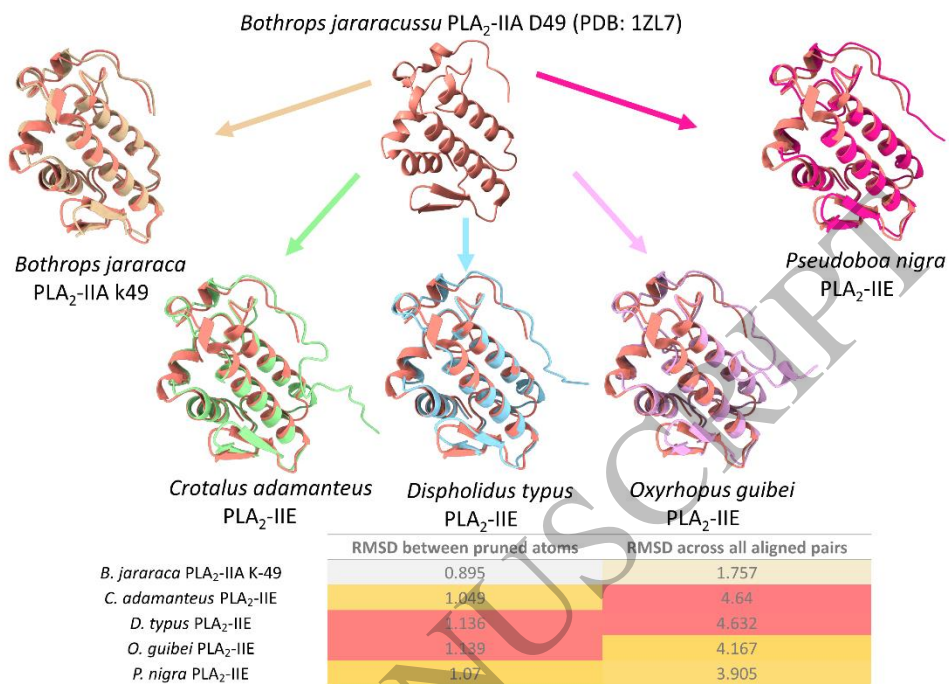 Bothrops jararacussu PLA₂-IIA D49 (PDB: 1ZL7)
Bothrops jararaca
PLA₂-IIA k49
Pseudoboa nigra
PLA₂-IIE
Crotalus adamanteus
PLA₂-IIE
Dispholidus typus
PLA₂-IIE
Oxyrhopus guibei
PLA₂-IIE
RMSD between pruned atoms RMSD across all aligned pairs
B. jararaca PLA₂-IIA K-49 0.895 1.757
C. adamanteus PLA₂-IIE 1.049 4.64
D. typus PLA₂-IIE 1.136 4.632
O. guibei PLA₂-IIE 1.139 4.167
P. nigra PLA₂-IIE 1.07 3.905
NUSCRIPT